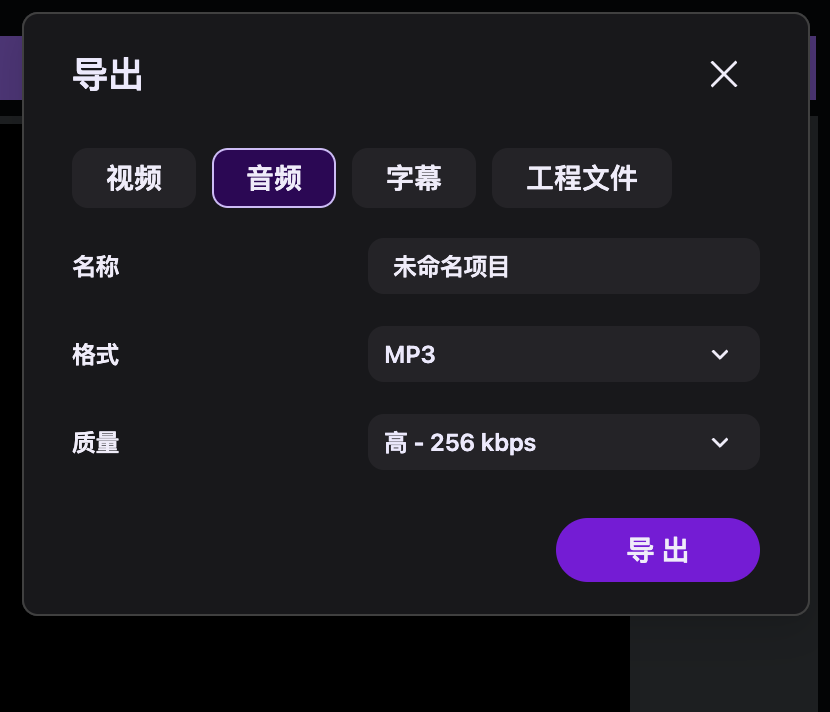 导出
视频 音频 字幕 工程文件
名称 未命名项目
格式 MP3
质量 高 - 256 kbps
导 出